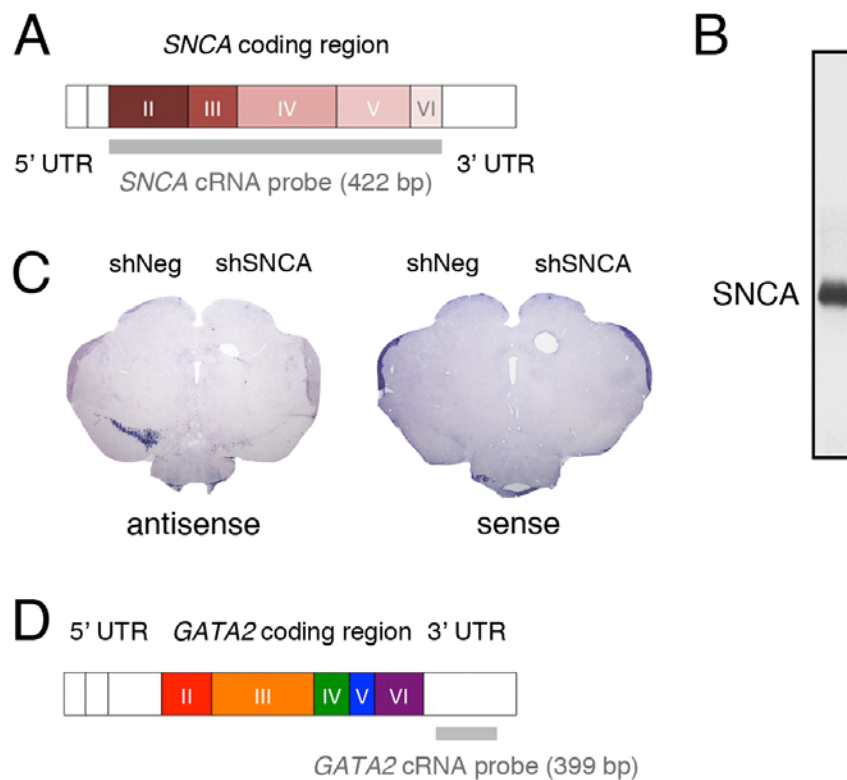 A
SNCA coding region
II III IV V VI
5’ UTR
3’ UTR
SNCA cRNA probe (422 bp)
B
SNCA
C
shNeg shSNCA
shNeg shSNCA
antisense
sense
D
5’ UTR GATA2 coding region 3’ UTR
II III IV V VI
GATA2 cRNA probe (399 bp)